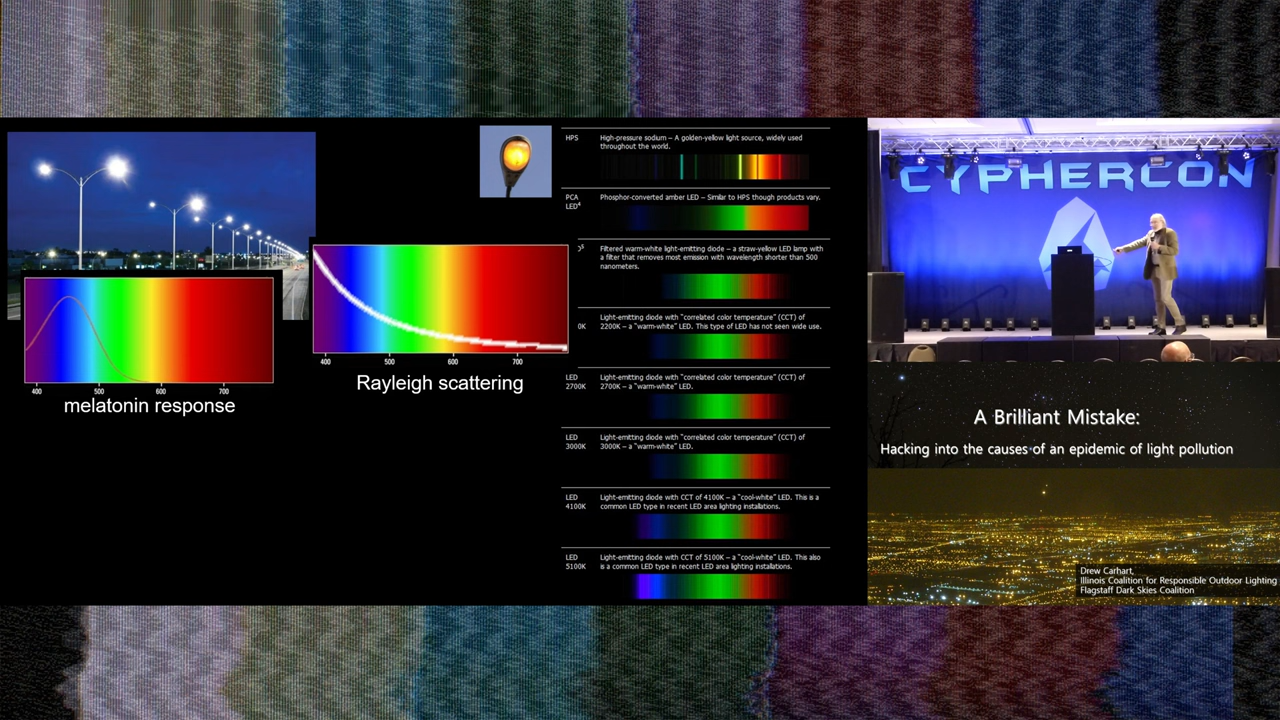 400
500
600
700
melatonin response
400
500
600
700
Rayleigh scattering
HPS
High-pressure sodium – A golden-yellow light source, widely used
throughout the world.
PCA
LED4
Phosphor-converted amber LED – Similar to HPS though products vary.
Filtered warm-white light-emitting diode – a straw-yellow LED lamp with
a filter that removes most emission with wavelength shorter than 500
nanometers.
0K
Light-emitting diode with "correlated color temperature" (CCT) of
2200K – a "warm-white" LED. This type of LED has not seen wide use.
LED
2700K
Light-emitting diode with "correlated color temperature" (CCT) of
2700K – a "warm-white" LED.
LED
3000K
Light-emitting diode with "correlated color temperature" (CCT) of
3000K – a "warm-white" LED.
LED
4100K
Light-emitting diode with CCT of 4100K – a "cool-white" LED. This is a
common LED type in recent LED area lighting installations.
LED
5100K
Light-emitting diode with CCT of 5100K – a "cool-white" LED. This also
is a common LED type in recent LED area lighting installations.
CYPHERCON
A Brilliant Mistake:
Hacking into the causes of an epidemic of light pollution
Drew Carhart,
Illinois Coalition for Responsible Outdoor Lighting
Flagstaff Dark Skies Coalition